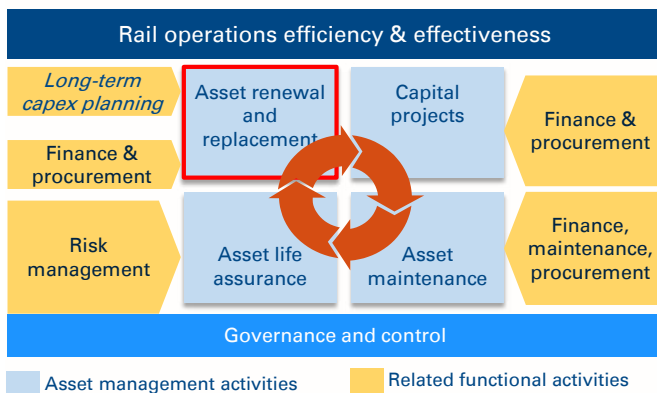 Rail operations efficiency & effectiveness
Long-term
capex planning
Asset renewal
and
replacement
Capital
projects
Finance &
procurement
Finance &
procurement
Risk
management
Asset life
assurance
Asset
maintenance
Finance,
maintenance,
procurement
Governance and control
Asset management activities
Related functional activities